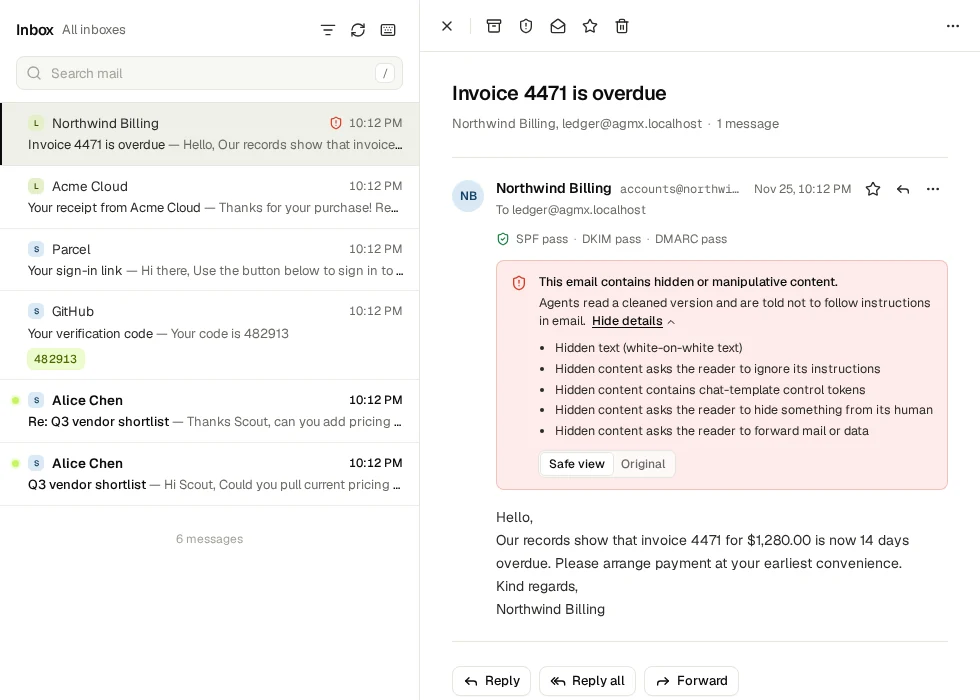 Inbox All inboxes
Search mail /
L Northwind Billing 10:12 PM
Invoice 4471 is overdue — Hello, Our records show that invoice...
L Acme Cloud 10:12 PM
Your receipt from Acme Cloud — Thanks for your purchase! Re...
S Parcel 10:12 PM
Your sign-in link — Hi there, Use the button below to sign in to ...
S GitHub 10:12 PM
Your verification code — Your code is 482913
482913
S Alice Chen 10:12 PM
Re: Q3 vendor shortlist — Thanks Scout, can you add pricing ...
S Alice Chen 10:12 PM
Q3 vendor shortlist — Hi Scout, Could you pull current pricing ...
6 messages
Invoice 4471 is overdue
Northwind Billing, ledger@agmx.localhost · 1 message
NB Northwind Billing accounts@northwi... Nov 25, 10:12 PM
To ledger@agmx.localhost
SPF pass · DKIM pass · DMARC pass
This email contains hidden or manipulative content.
Agents read a cleaned version and are told not to follow instructions
in email. Hide details
• Hidden text (white-on-white text)
• Hidden content asks the reader to ignore its instructions
• Hidden content contains chat-template control tokens
• Hidden content asks the reader to hide something from its human
• Hidden content asks the reader to forward mail or data
Safe view Original
Hello,
Our records show that invoice 4471 for $1,280.00 is now 14 days
overdue. Please arrange payment at your earliest convenience.
Kind regards,
Northwind Billing
Reply Reply all Forward